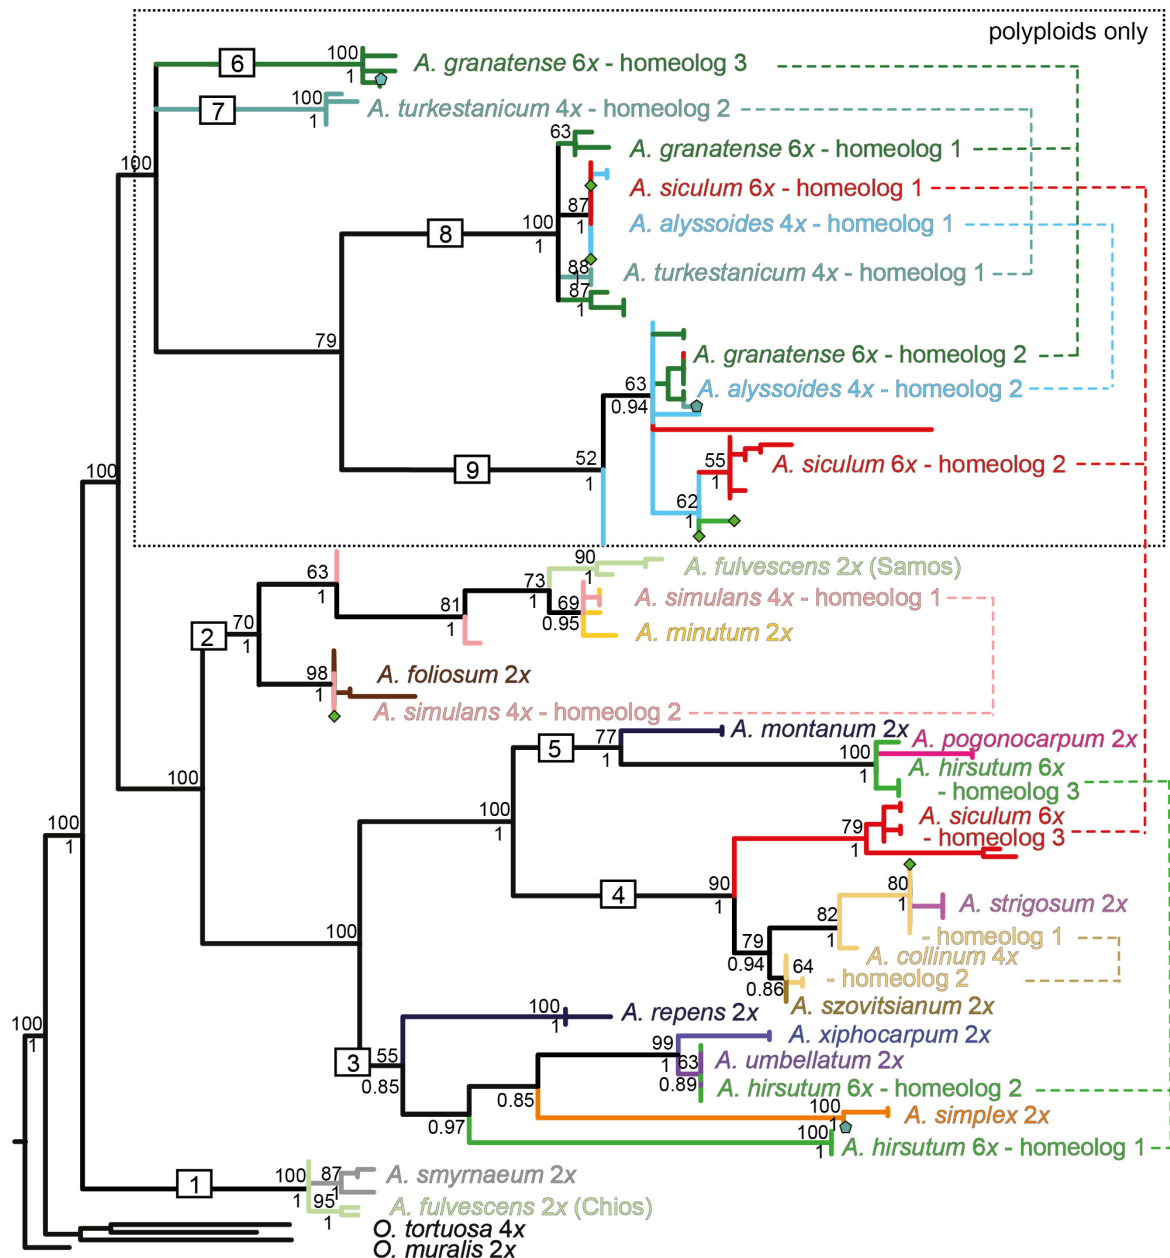 polyploids only
100
6
1
A. granatense 6x - homeolog 3
7
100
1
A. turkestanicum 4x - homeolog 2
63
A. granatense 6x - homeolog 1
100
A. siculum 6x - homeolog 1
87
1
8
100
1
A. alyssoides 4x - homeolog 1
88
1
A. turkestanicum 4x - homeolog 1
87
1
79
A. granatense 6x - homeolog 2
63
0.94
A. alyssoides 4x - homeolog 2
9
52
1
55
1
A. siculum 6x - homeolog 2
100
62
1
90
1
A. fulvescens 2x (Samos)
63
1
73
1
81
1
69
0.95
A. simulans 4x - homeolog 1
A. minutum 2x
2
70
1
98
1
A. foliosum 2x
A. simulans 4x - homeolog 2
A. montanum 2x
5
77
1
100
1
A. pogonocarpum 2x
A. hirsutum 6x
- homeolog 3
100
100
1
A. siculum 6x
- homeolog 3
79
1
100
1
4
90
1
80
1
A. strigosum 2x
82
1
- homeolog 1
A. collinum 4x
- homeolog 2
100
79
0.94
64
0.86
A. szovitsianum 2x
100
1
A. repens 2x
100
1
3
55
0.85
A. xiphocarpum 2x
99
1
63
0.89
A. umbellatum 2x
A. hirsutum 6x - homeolog 2
0.85
100
1
A. simplex 2x
0.97
100
1
A. hirsutum 6x - homeolog 1
1
100
1
87
1
A. smyrnaeum 2x
95
1
A. fulvescens 2x (Chios)
O. tortuosa 4x
O. muralis 2x